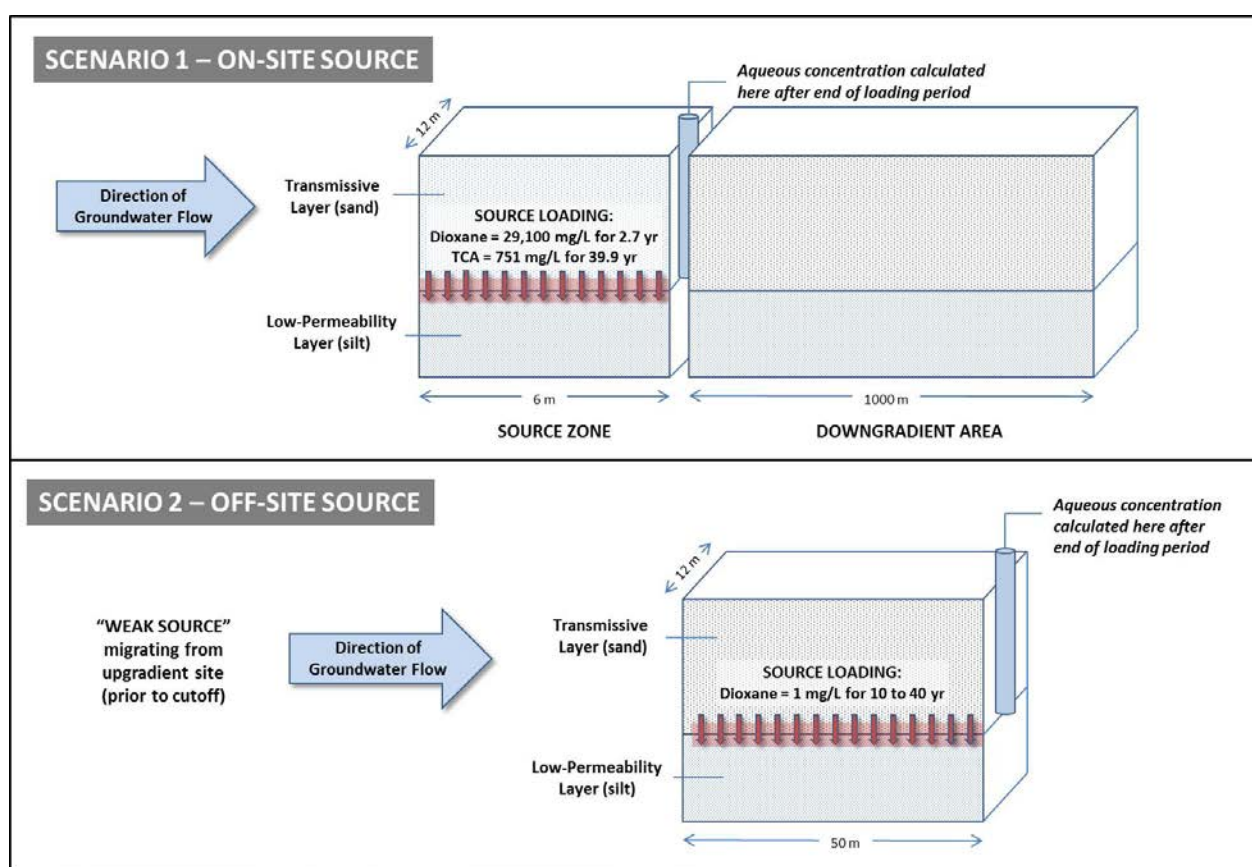 SCENARIO 1 – ON-SITE SOURCE
Aqueous concentration calculated
here after end of loading period
12 m
Direction of
Groundwater Flow
Transmissive
Layer (sand)
SOURCE LOADING:
Dioxane = 29,100 mg/L for 2.7 yr
TCA = 751 mg/L for 39.9 yr
Low-Permeability
Layer (silt)
6 m
1000 m
SOURCE ZONE
DOWNGRADIENT AREA
SCENARIO 2 – OFF-SITE SOURCE
Aqueous concentration
calculated here after
end of loading period
12 m
"WEAK SOURCE"
migrating from
upgradient site
(prior to cutoff)
Direction of
Groundwater Flow
Transmissive
Layer (sand)
SOURCE LOADING:
Dioxane = 1 mg/L for 10 to 40 yr
Low-Permeability
Layer (silt)
50 m